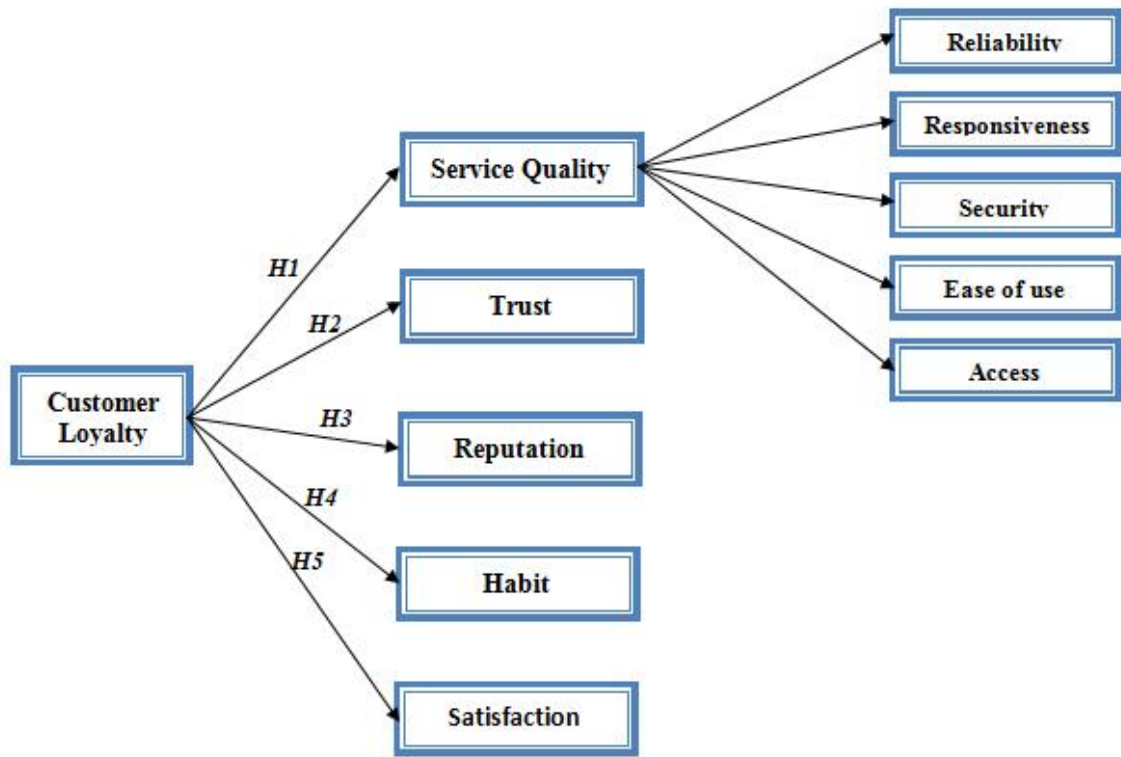 Reliability
Responsiveness
Service Quality
Security
H1
Ease of use
Trust
H2
Access
Customer
Loyalty
H3
Reputation
H4
H5
Habit
Satisfaction